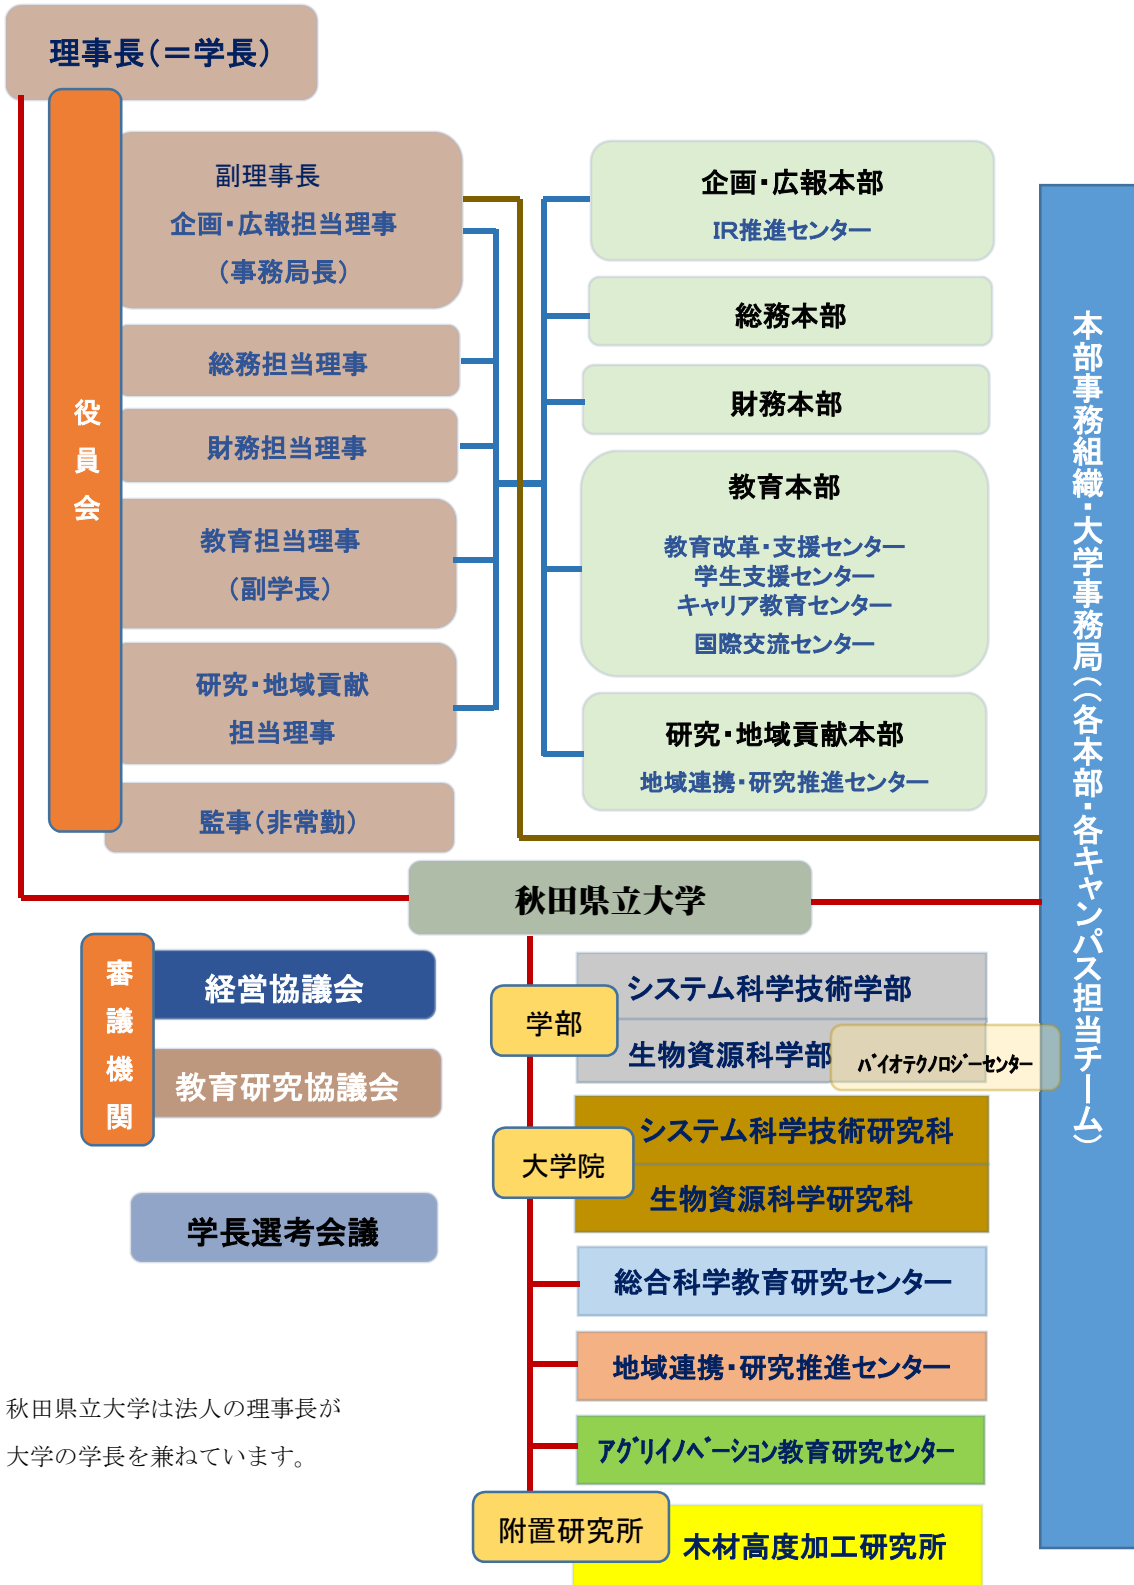 理事長(＝学長)
役員会
副理事長
企画・広報担当理事
(事務局長)
総務担当理事
財務担当理事
教育担当理事
(副学長)
研究・地域貢献
担当理事
監事(非常勤)
企画・広報本部
IR推進センター
総務本部
財務本部
教育本部
教育改革・支援センター
学生支援センター
キャリア教育センター
国際交流センター
研究・地域貢献本部
地域連携・研究推進センター
本部事務組織・大学事務局((各本部・各キャンパス担当チーム)
秋田県立大学
審議機関
経営協議会
教育研究協議会
学長選考会議
学部
システム科学技術学部
生物資源科学部
ﾊﾞｲｵテクノロジーセンター
大学院
システム科学技術研究科
生物資源科学研究科
総合科学教育研究センター
地域連携・研究推進センター
アグリイノベーション教育研究センター
附置研究所
木材高度加工研究所
秋田県立大学は法人の理事長が
大学の学長を兼ねています。